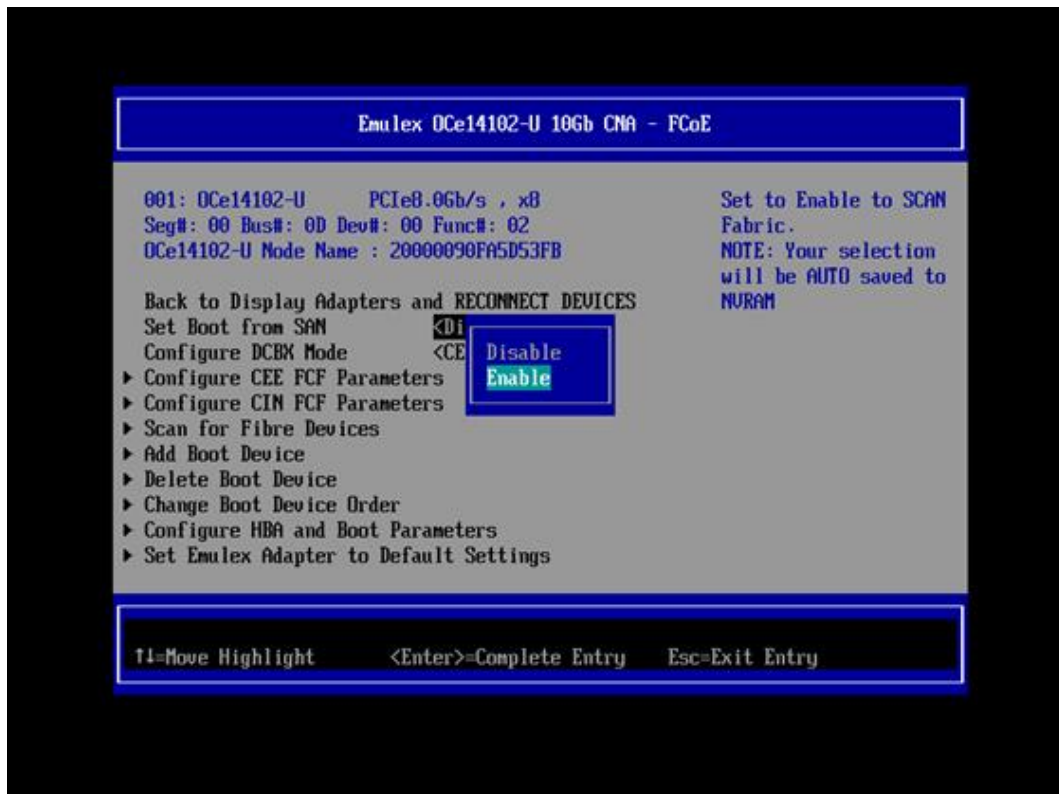 Emulex OCe14102-U 10Gb CNA - FCoE
001: OCe14102-U PCIe8.0Gb/s , x8
Seg#: 00 Bus#: 0D Dev#: 00 Func#: 02
OCe14102-U Node Name : 20000090FA5D53FB
Back to Display Adapters and RECONNECT DEVICES
Set Boot from SAN <Di
Configure DCBX Mode <CE
Disable
Enable
▶ Configure CEE FCF Parameters
▶ Configure CIN FCF Parameters
▶ Scan for Fibre Devices
▶ Add Boot Device
▶ Delete Boot Device
▶ Change Boot Device Order
▶ Configure HBA and Boot Parameters
▶ Set Emulex Adapter to Default Settings
Set to Enable to SCAN
Fabric.
NOTE: Your selection
will be AUTO saved to
NVRAM
↑↓=Move Highlight <Enter>=Complete Entry Esc=Exit Entry